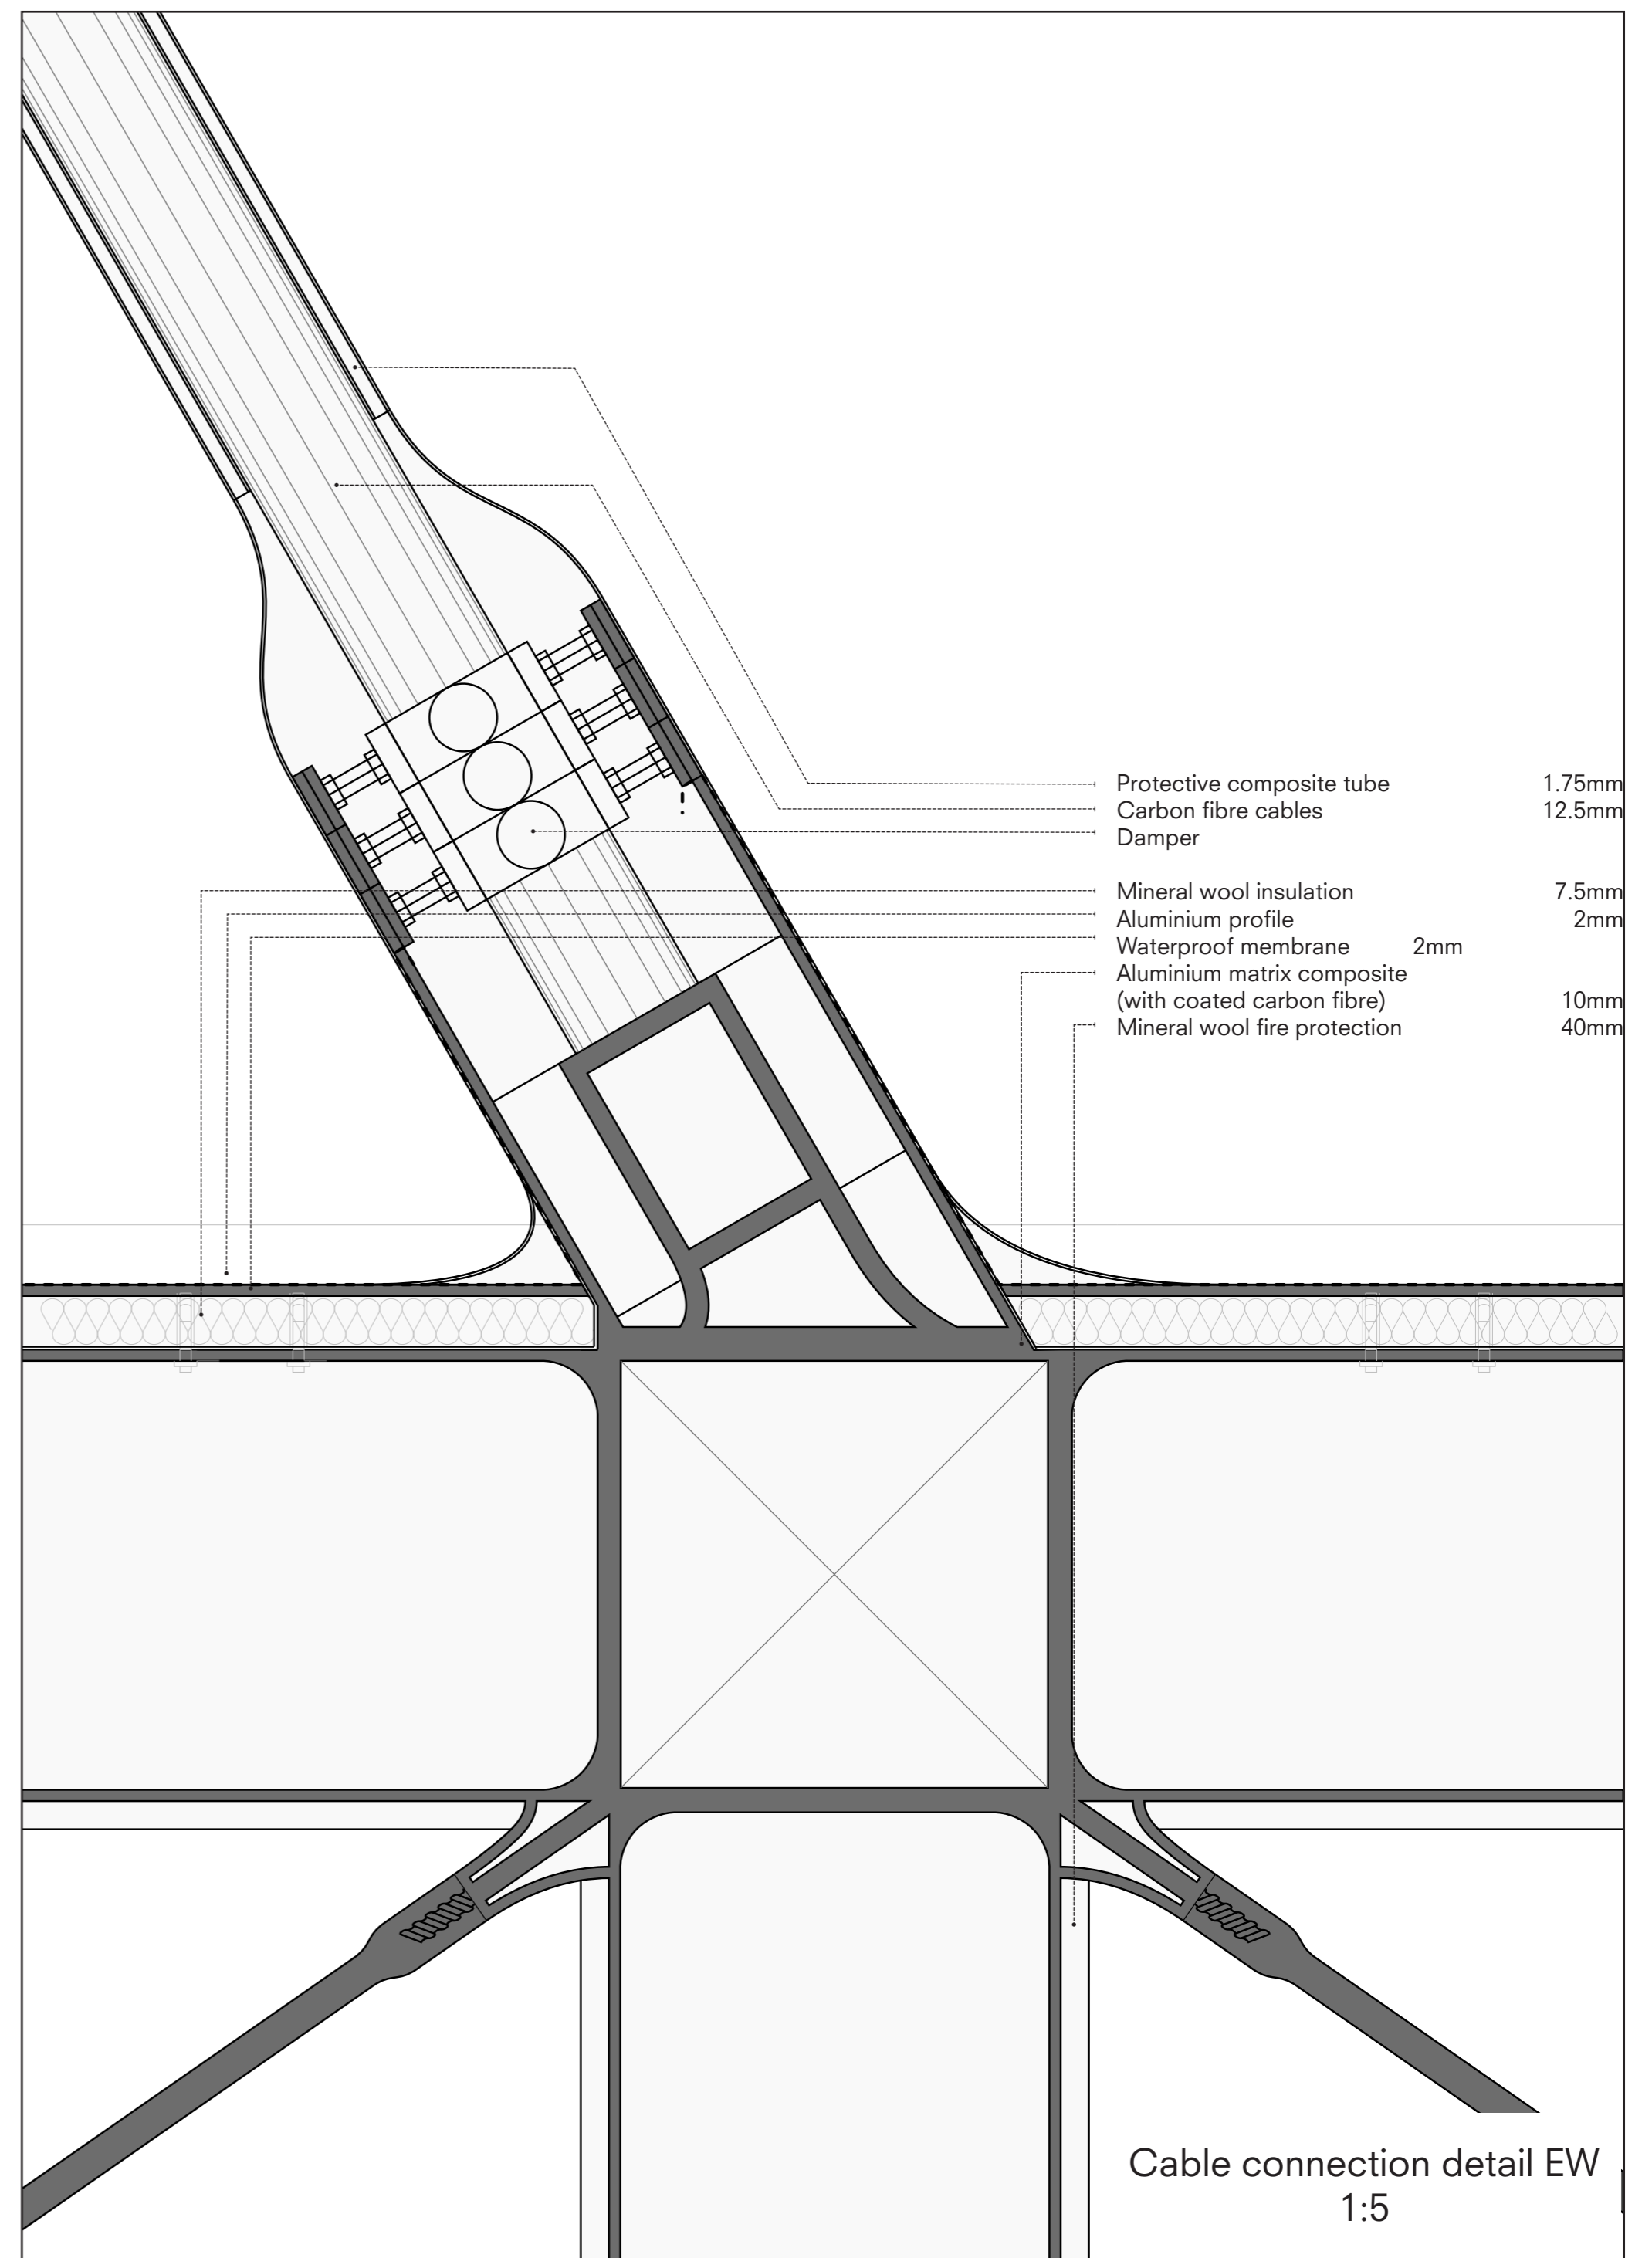 Protective composite tube 1.75mm
Carbon fibre cables 12.5mm
Damper
Mineral wool insulation 7.5mm
Aluminium profile 2mm
Waterproof membrane 2mm
Aluminium matrix composite
(with coated carbon fibre) 10mm
Mineral wool fire protection 40mm
Cable connection detail EW
1:5